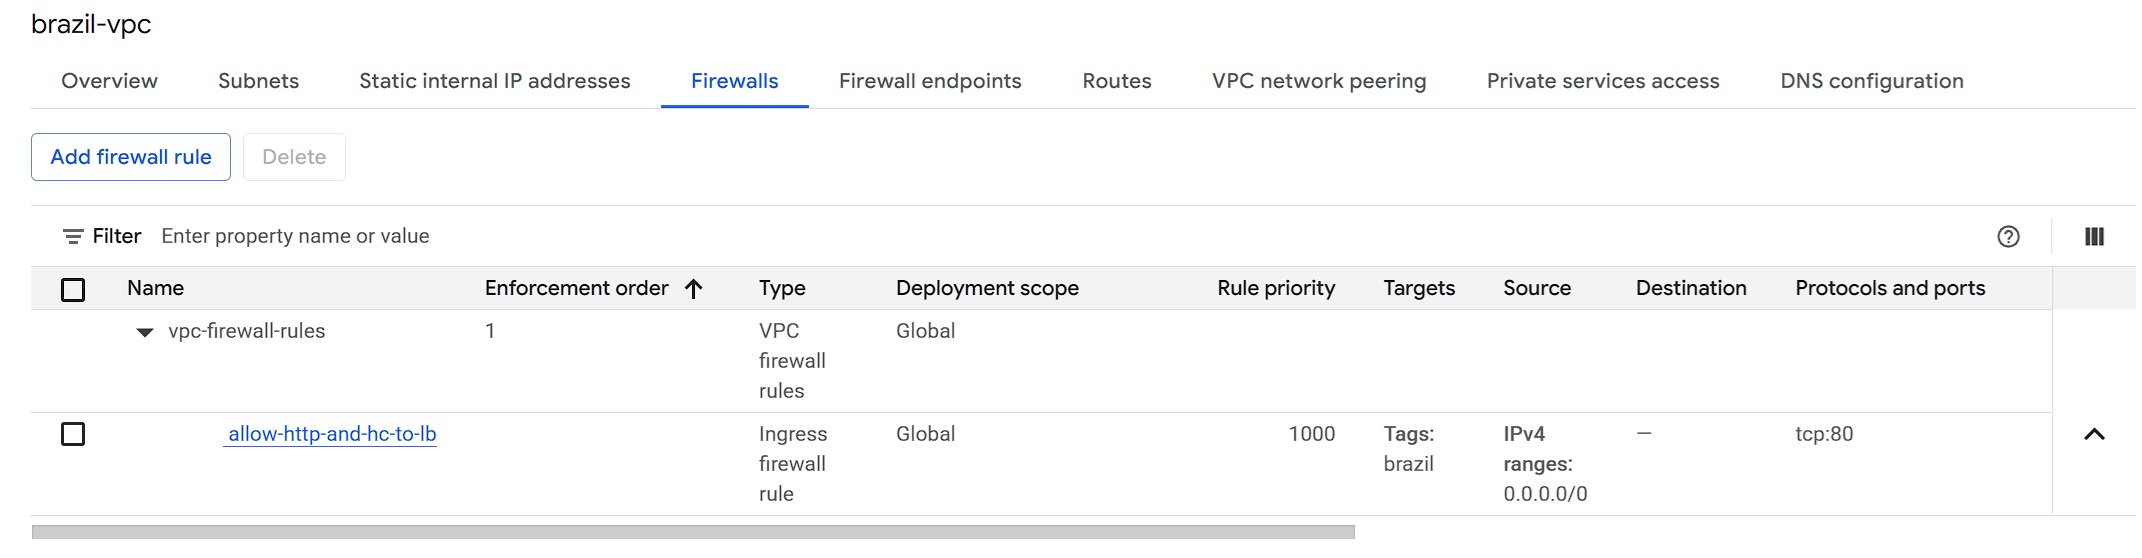 brazil-vpc
Overview Subnets Static internal IP addresses Firewalls Firewall endpoints Routes VPC network peering Private services access DNS configuration
Add firewall rule Delete
Filter Enter property name or value
Name Enforcement order Type Deployment scope Rule priority Targets Source Destination Protocols and ports
vpc-firewall-rules 1 VPC firewall rules Global
allow-http-and-hc-to-lb Ingress firewall rule Global 1000 Tags: brazil IPv4 ranges: 0.0.0.0/0 — tcp:80